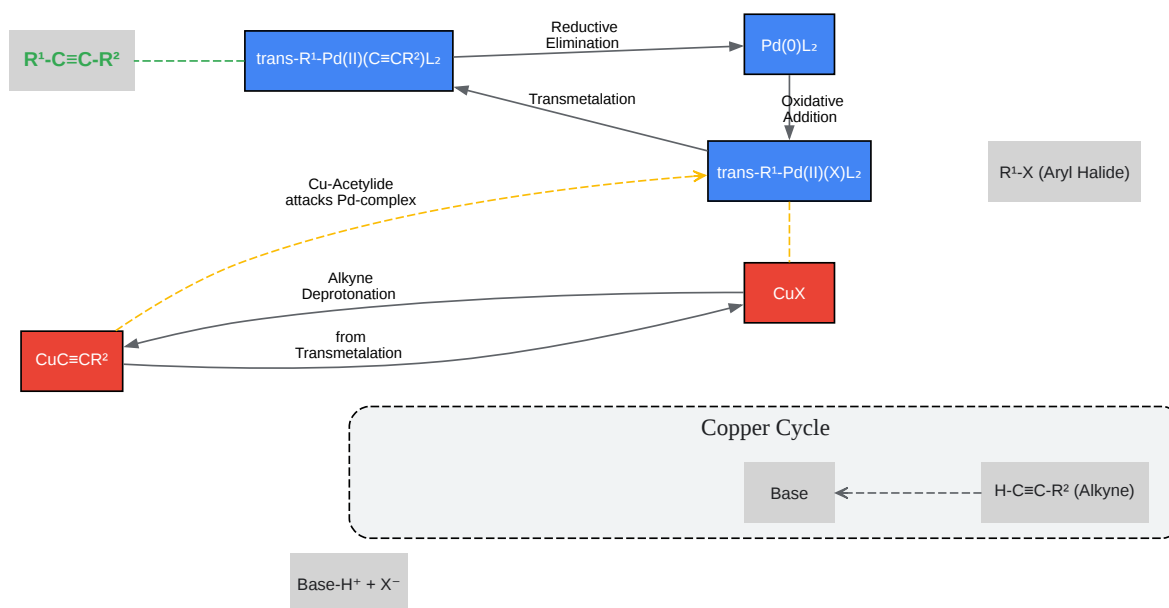 Reductive
Elimination
R¹-C≡C-R²
trans-R¹-Pd(II)(C≡CR²)L₂
Pd(0)L₂
Transmetalation
Oxidative
Addition
trans-R¹-Pd(II)(X)L₂
R¹-X (Aryl Halide)
Cu-Acetylide
attacks Pd-complex
Alkyne
Deprotonation
CuX
from
Transmetalation
CuC≡CR²
Copper Cycle
Base
H-C≡C-R² (Alkyne)
Base-H⁺ + X⁻